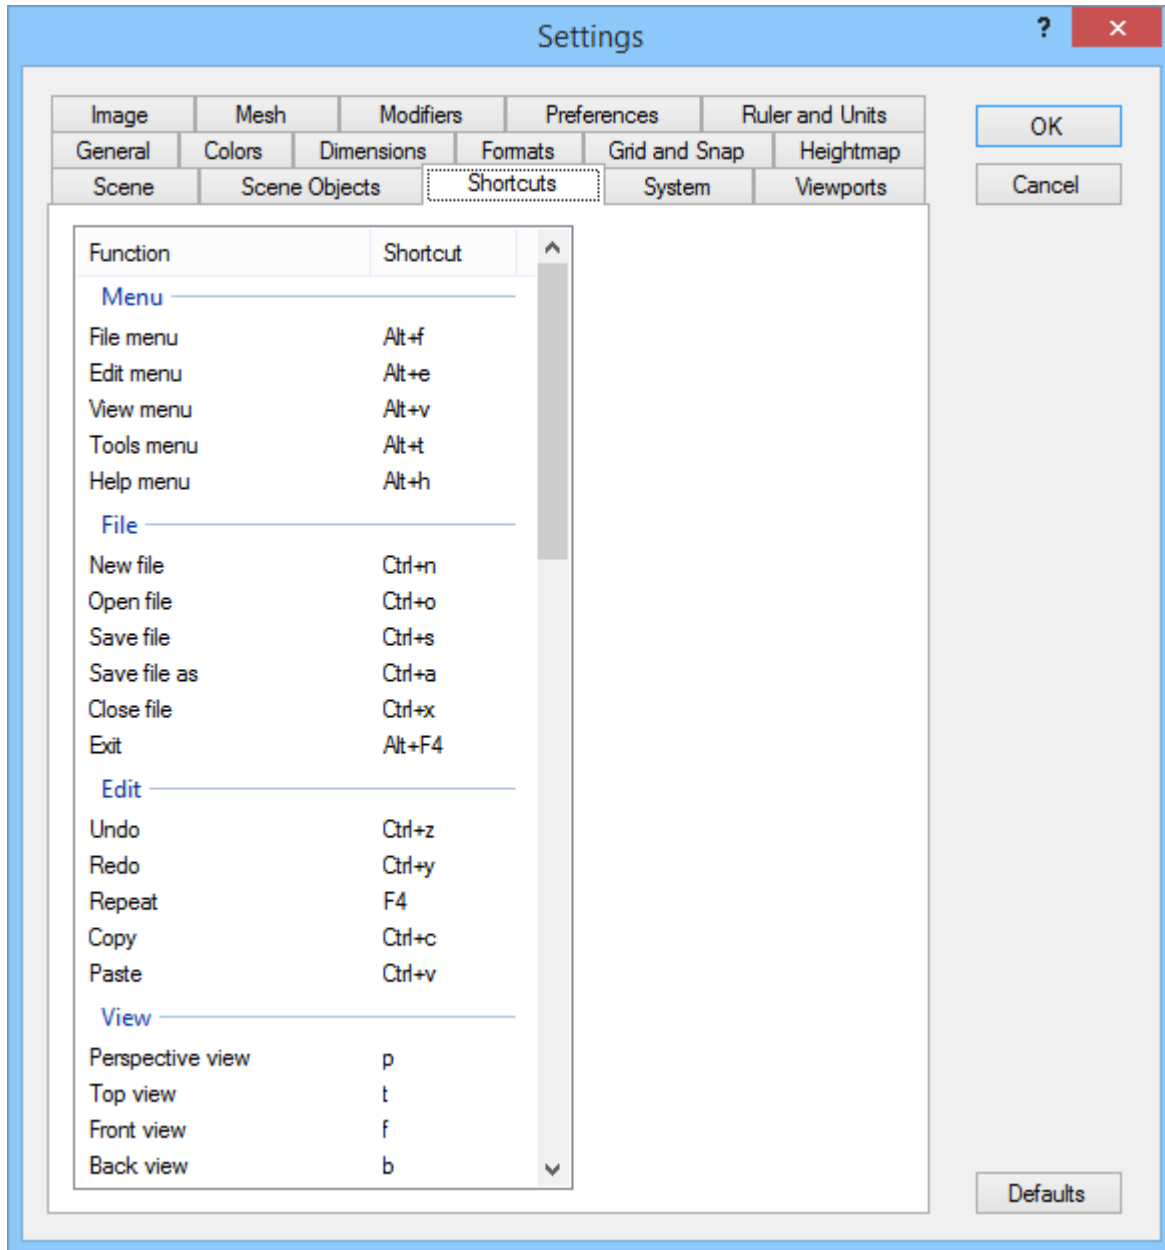 Settings
?
Image Mesh Modifiers Preferences Ruler and Units
General Colors Dimensions Formats Grid and Snap Heightmap
Scene Scene Objects Shortcuts System Viewports
OK
Cancel
Function Shortcut
Menu
File menu Alt+f
Edit menu Alt+e
View menu Alt+v
Tools menu Alt+t
Help menu Alt+h
File
New file Ctrl+n
Open file Ctrl+o
Save file Ctrl+s
Save file as Ctrl+a
Close file Ctrl+x
Exit Alt+F4
Edit
Undo Ctrl+z
Redo Ctrl+y
Repeat F4
Copy Ctrl+c
Paste Ctrl+v
View
Perspective view p
Top view t
Front view f
Back view b
Defaults